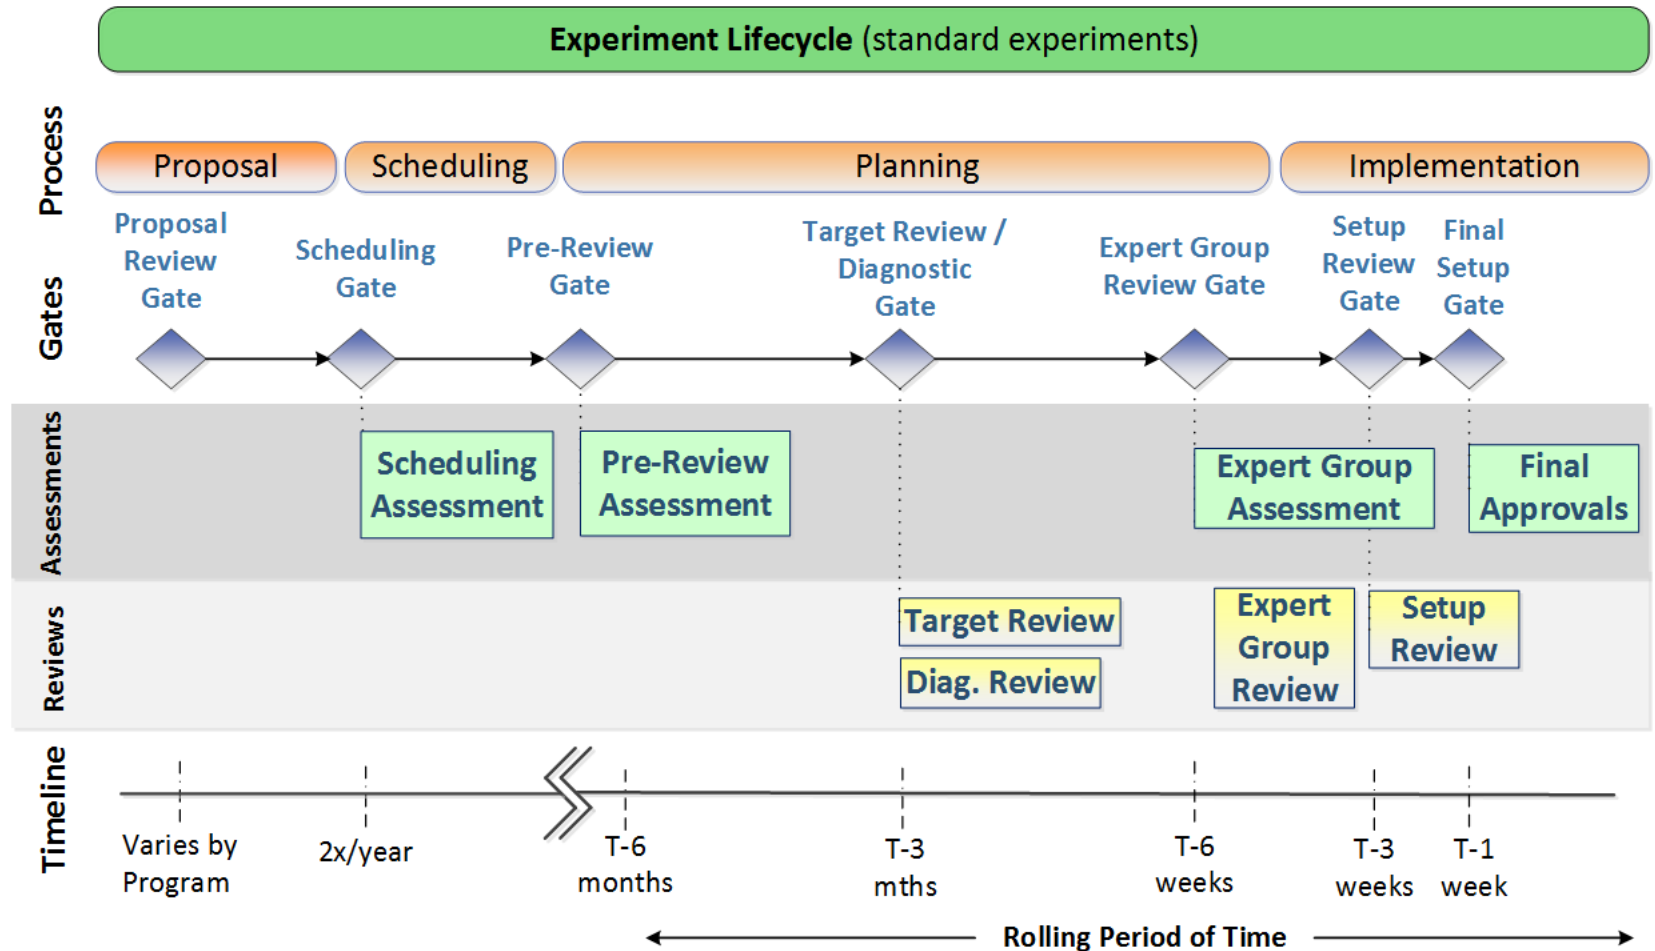 Experiment Lifecycle (standard experiments)
Process
Proposal
Scheduling
Planning
Implementation
Gates
Proposal
Review
Gate
Scheduling
Gate
Pre-Review
Gate
Target Review /
Diagnostic
Gate
Expert Group
Review Gate
Setup
Review
Gate
Final
Setup
Gate
Assessments
Scheduling
Assessment
Pre-Review
Assessment
Expert Group
Assessment
Final
Approvals
Reviews
Target Review
Diag. Review
Expert
Group
Review
Setup
Review
Timeline
Varies by
Program
2x/year
T-6
months
T-3
mths
T-6
weeks
T-3
weeks
T-1
week
Rolling Period of Time